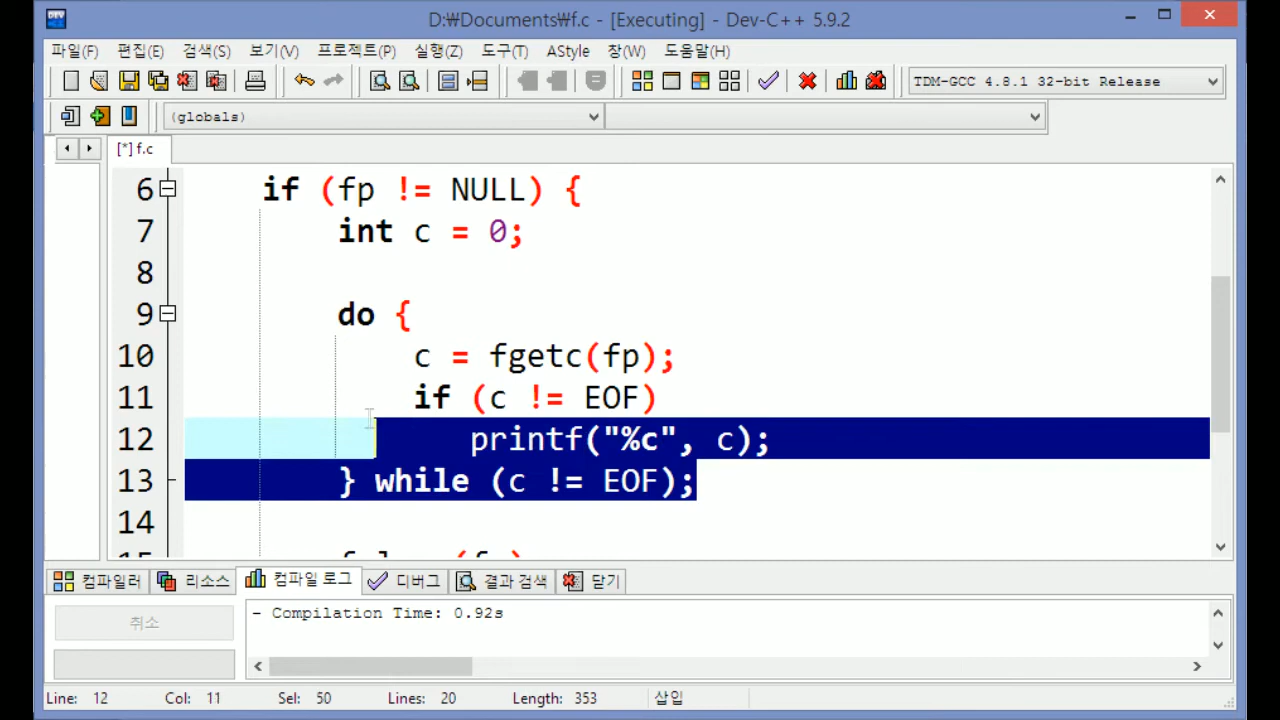 D:₩Documents₩f.c - [Executing] - Dev-C++ 5.9.2
파일(F) 편집(E) 검색(S) 보기(V) 프로젝트(P) 실행(Z) 도구(T) AStyle 창(W) 도움말(H)
TDM-GCC 4.8.1 32-bit Release
(globals)
[*] f.c
6 if (fp != NULL) {
7 int c = 0;
8
9 do {
10 c = fgetc(fp);
11 if (c != EOF)
12 printf("%c", c);
13 } while (c != EOF);
14
컴파일러 리소스 컴파일 로그 디버그 결과 검색 닫기
취소
- Compilation Time: 0.92s
Line: 12 Col: 11 Sel: 50 Lines: 20 Length: 353 삽입